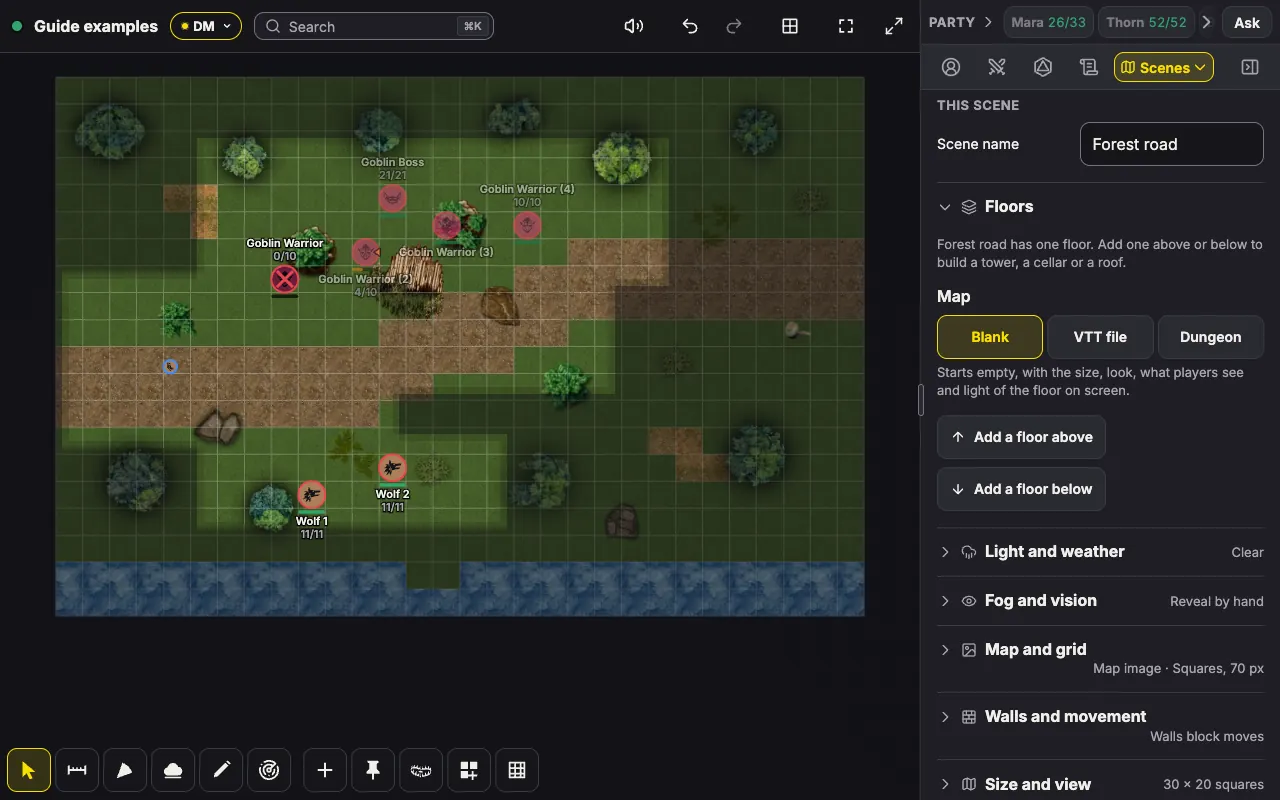 Guide examples
DM
Search
⌘K
PARTY
Mara 26/33
Thorn 52/52
Ask
Scenes
THIS SCENE
Scene name
Forest road
Floors
Forest road has one floor. Add one above or below to
build a tower, a cellar or a roof.
Map
Blank
VTT file
Dungeon
Starts empty, with the size, look, what players see
and light of the floor on screen.
Add a floor above
Add a floor below
Light and weather
Clear
Fog and vision
Reveal by hand
Map and grid
Map image · Squares, 70 px
Walls and movement
Walls block moves
Size and view
30 × 20 squares
Goblin Boss
21/21
Goblin Warrior (4)
10/10
Goblin Warrior
0/10
Goblin Warrior (3)
Goblin Warrior (2)
4/10
Wolf 2
11/11
Wolf 1
11/11